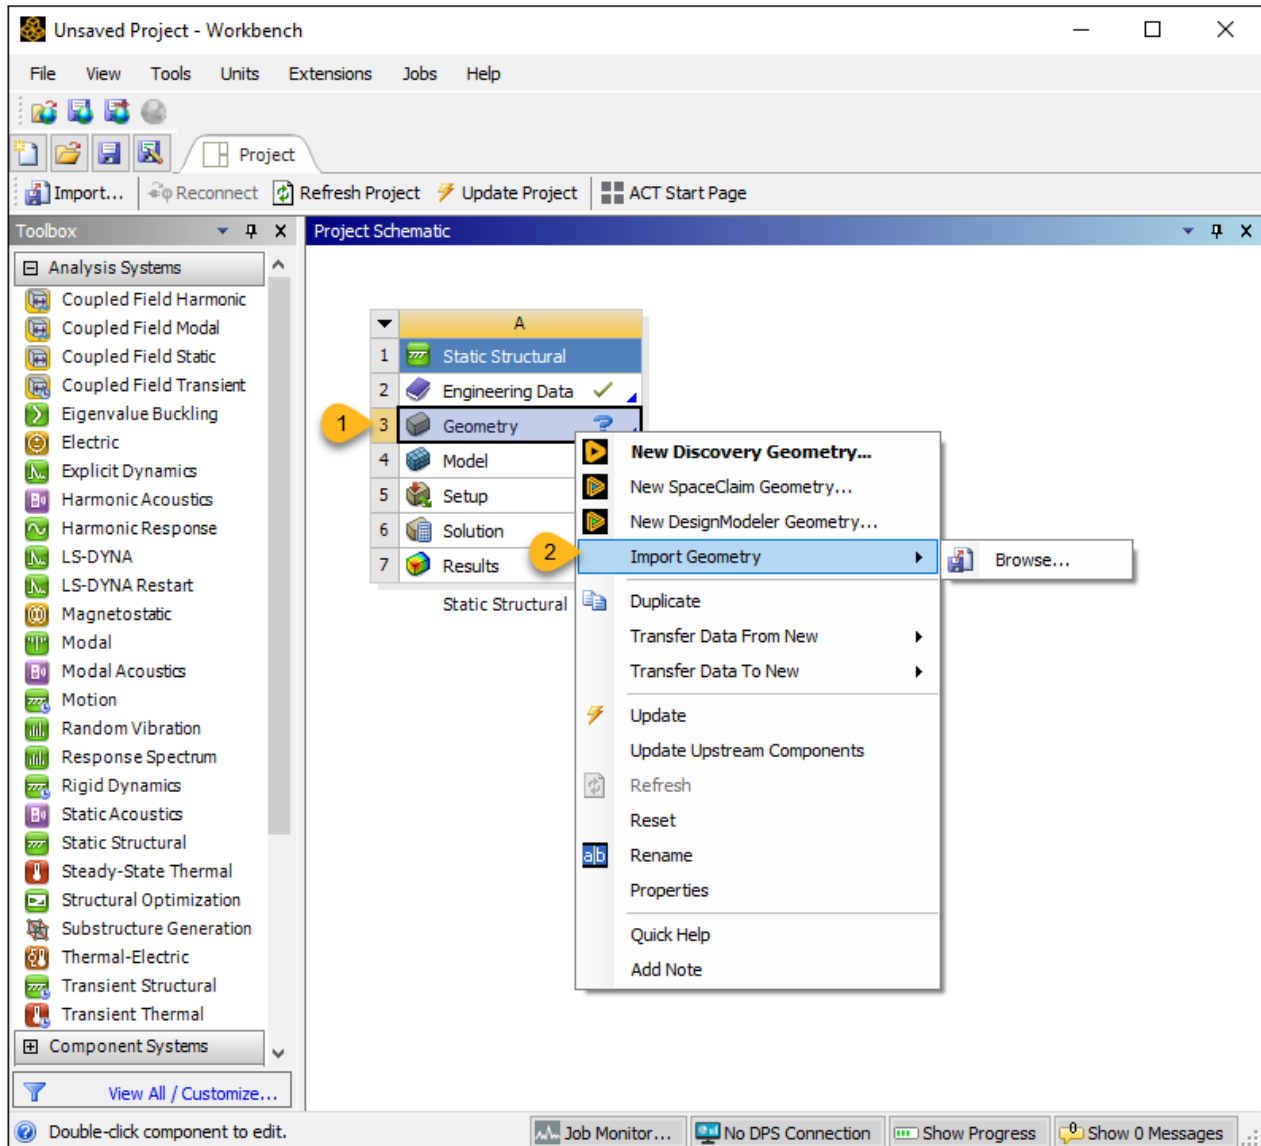 Unsaved Project - Workbench
File View Tools Units Extensions Jobs Help
Project
Import... Reconnect Refresh Project Update Project ACT Start Page
Toolbox
Project Schematic
Analysis Systems
Coupled Field Harmonic
Coupled Field Modal
Coupled Field Static
Coupled Field Transient
Eigenvalue Buckling
Electric
Explicit Dynamics
Harmonic Acoustics
Harmonic Response
LS-DYNA
LS-DYNA Restart
Magnetostatic
Modal
Modal Acoustics
Motion
Random Vibration
Response Spectrum
Rigid Dynamics
Static Acoustics
Static Structural
Steady-State Thermal
Structural Optimization
Substructure Generation
Thermal-Electric
Transient Structural
Transient Thermal
Component Systems
View All / Customize...
A
1 Static Structural
2 Engineering Data
1
3 Geometry ?
4 Model
5 Setup
6 Solution
7 Results
Static Structural
New Discovery Geometry...
New SpaceClaim Geometry...
New DesignModeler Geometry...
2
Import Geometry
Browse...
Duplicate
Transfer Data From New
Transfer Data To New
Update
Update Upstream Components
Refresh
Reset
a|b Rename
Properties
Quick Help
Add Note
Double-click component to edit.
Job Monitor... No DPS Connection Show Progress 0 Show 0 Messages